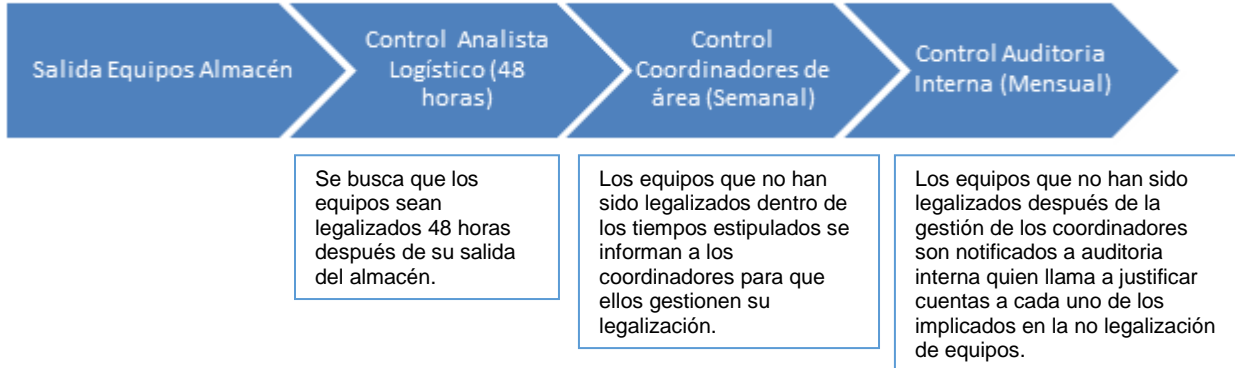 Salida Equipos Almacén
Control Analista
Logístico (48
horas)
Control
Coordinadores de
área (Semanal)
Control Auditoria
Interna (Mensual)
Se busca que los
equipos sean
legalizados 48 horas
después de su salida
del almacén.
Los equipos que no han
sido legalizados dentro de
los tiempos estipulados se
informan a los
coordinadores para que
ellos gestionen su
legalización.
Los equipos que no han sido
legalizados después de la
gestión de los coordinadores
son notificados a auditoria
interna quien llama a justificar
cuentas a cada uno de los
implicados en la no legalización
de equipos.